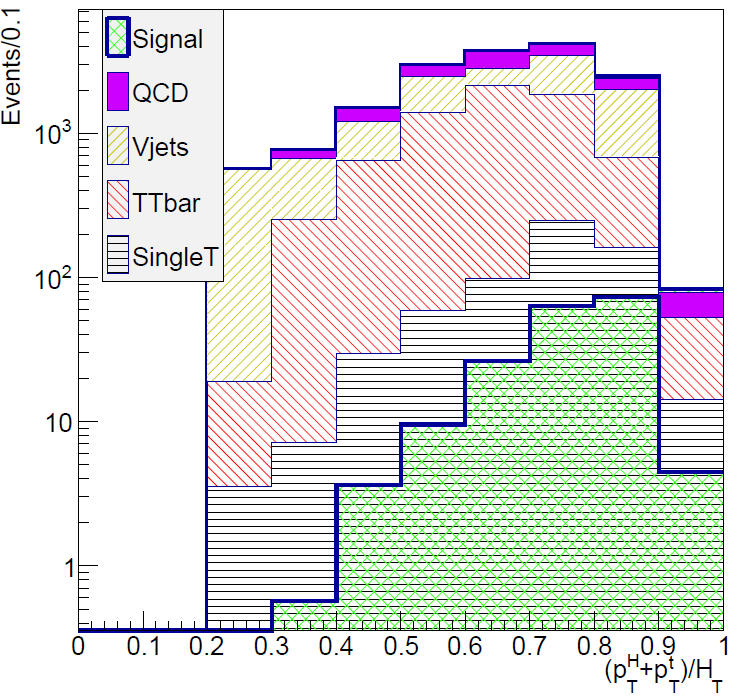 Events/0.1
Signal
QCD
Vjets
TTbar
SingleT
10³
10²
10
1
0 0.1 0.2 0.3 0.4 0.5 0.6 0.7 0.8 0.9 1
(p_T^H+p_T^t)/H_T